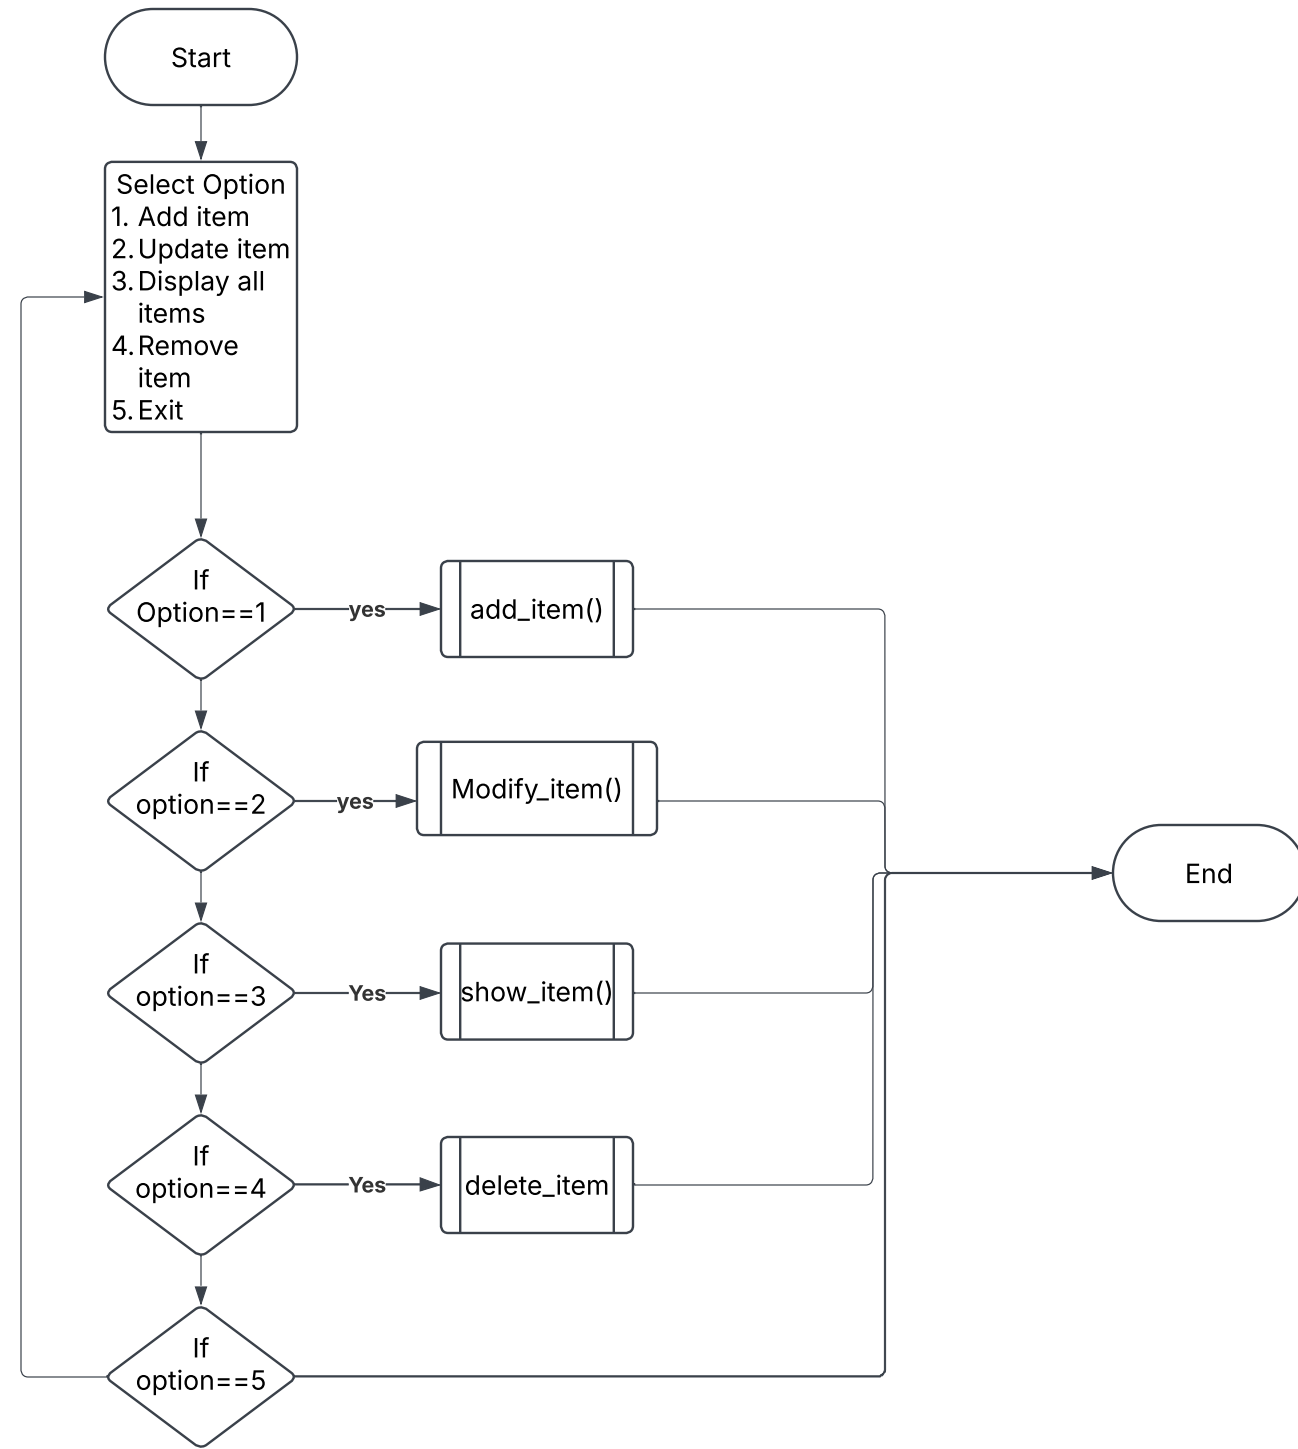 Start
Select Option
1. Add item
2. Update item
3. Display all
items
4. Remove
item
5. Exit
If
Option==1
yes
add_item()
If
option==2
yes
Modify_item()
End
If
option==3
Yes
show_item()
If
option==4
Yes
delete_item
If
option==5